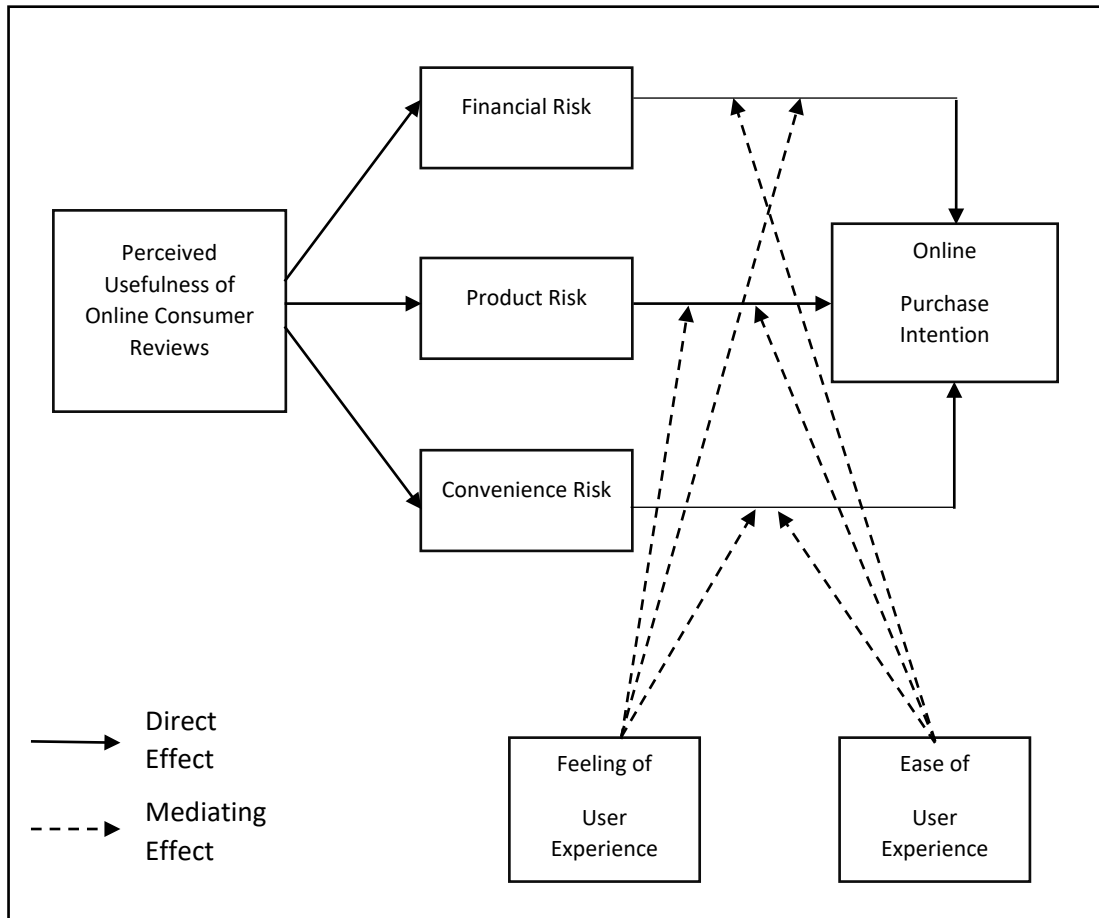 Financial Risk
Perceived
Usefulness of
Online Consumer
Reviews
Product Risk
Online
Purchase
Intention
Convenience Risk
Direct
Effect
Mediating
Effect
Feeling of
User
Experience
Ease of
User
Experience